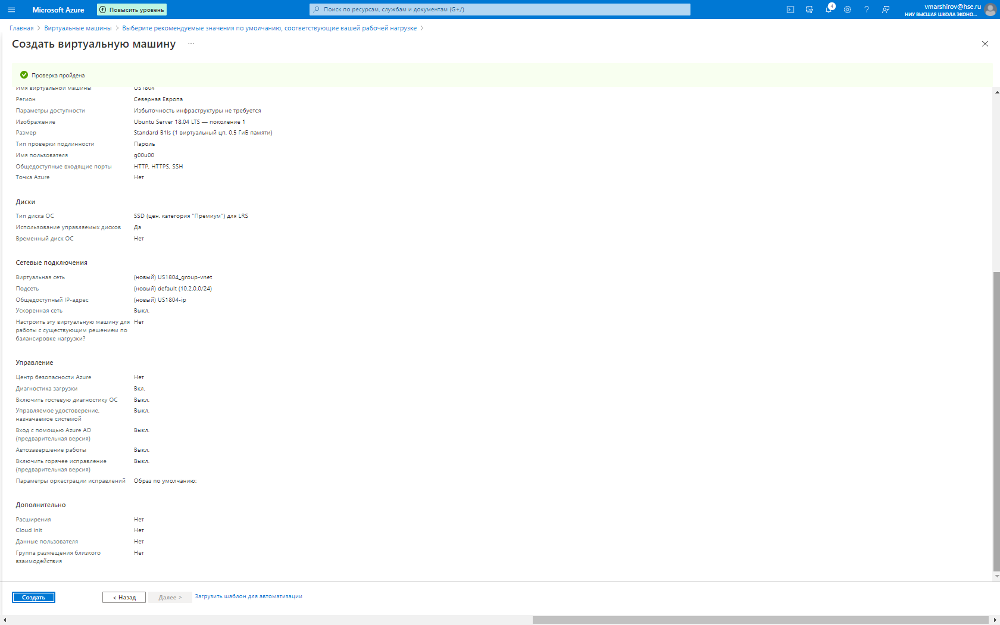 Microsoft Azure
Повысить уровень
Поиск по ресурсам, службам и документам (G+/)
4
vmarshirov@hse.ru
НИУ ВЫСШАЯ ШКОЛА ЭКОНО...
Главная > Виртуальные машины > Выберите рекомендуемые значения по умолчанию, соответствующие вашей рабочей нагрузке >
Создать виртуальную машину ...
Проверка пройдена
Имя виртуальной машины US1804
Регион Северная Европа
Параметры доступности Избыточность инфраструктуры не требуется
Изображение Ubuntu Server 18.04 LTS — поколение 1
Размер Standard B1ls (1 виртуальный цп, 0.5 ГиБ памяти)
Тип проверки подлинности Пароль
Имя пользователя g00u00
Общедоступные входящие порты HTTP, HTTPS, SSH
Точка Azure Нет
Диски
Тип диска ОС SSD (цен. категория "Премиум") для LRS
Использование управляемых дисков Да
Временный диск ОС Нет
Сетевые подключения
Виртуальная сеть (новый) US1804_group-vnet
Подсеть (новый) default (10.2.0.0/24)
Общедоступный IP-адрес (новый) US1804-ip
Ускоренная сеть Выкл.
Настроить эту виртуальную машину для Нет
работы с существующим решением по
балансировке нагрузки?
Управление
Центр безопасности Azure Нет
Диагностика загрузки Вкл.
Включить гостевую диагностику ОС Выкл.
Управляемое удостоверение, Выкл.
назначаемое системой
Вход с помощью Azure AD Выкл.
(предварительная версия)
Автозавершение работы Выкл.
Включить горячее исправление Выкл.
(предварительная версия)
Параметры оркестрации исправлений Образ по умолчанию:
Дополнительно
Расширения Нет
Cloud init Нет
Данные пользователя Нет
Группа размещения близкого Нет
взаимодействия
Создать
< Назад
Далее >
Загрузить шаблон для автоматизации